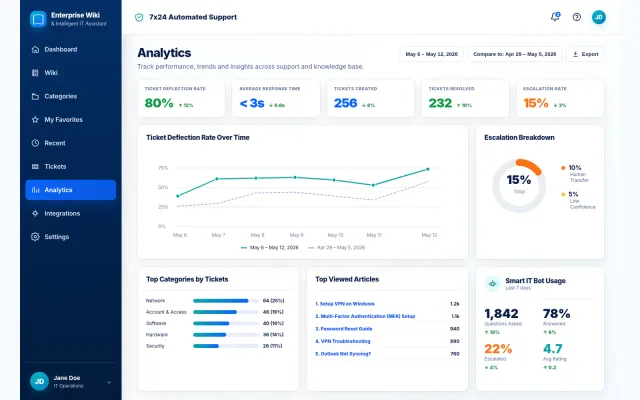 Enterprise Wiki
& Intelligent IT Assistant
Dashboard
Wiki
Categories
My Favorites
Recent
Tickets
Analytics
Integrations
Settings
JD
Jane Doe
IT Operations
7x24 Automated Support
JD
Analytics
Track performance, trends and insights across support and knowledge base.
May 6 – May 12, 2026
Compare to: Apr 29 – May 5, 2026
Export
TICKET DEFLECTION RATE
80% ↑ 12%
AVERAGE RESPONSE TIME
< 3s ↓ 0.8s
TICKETS CREATED
256 ↓ 8%
TICKETS RESOLVED
232 ↑ 10%
ESCALATION RATE
15% ↓ 3%
Ticket Deflection Rate Over Time
75%
50%
25%
0%
May 6 May 7 May 8 May 9 May 10 May 11 May 12
May 6 – May 12, 2026 Apr 29 – May 5, 2026
Escalation Breakdown
15%
Total
10%
Human
Transfer
5%
Low
Confidence
Top Categories by Tickets
Network 64 (25%)
Account & Access 48 (19%)
Software 40 (16%)
Hardware 36 (14%)
Security 28 (11%)
Top Viewed Articles
1. Setup VPN on Windows 1.2k
2. Multi-Factor Authentication (MFA) Setup 1.1k
3. Password Reset Guide 940
4. VPN Troubleshooting 890
5. Outlook Not Syncing? 760
Smart IT Bot Usage
Last 7 days
1,842
Questions Asked
↑ 18%
78%
Answered
↑ 9%
22%
Escalated
↓ 4%
4.7
Avg Rating
↑ 0.2